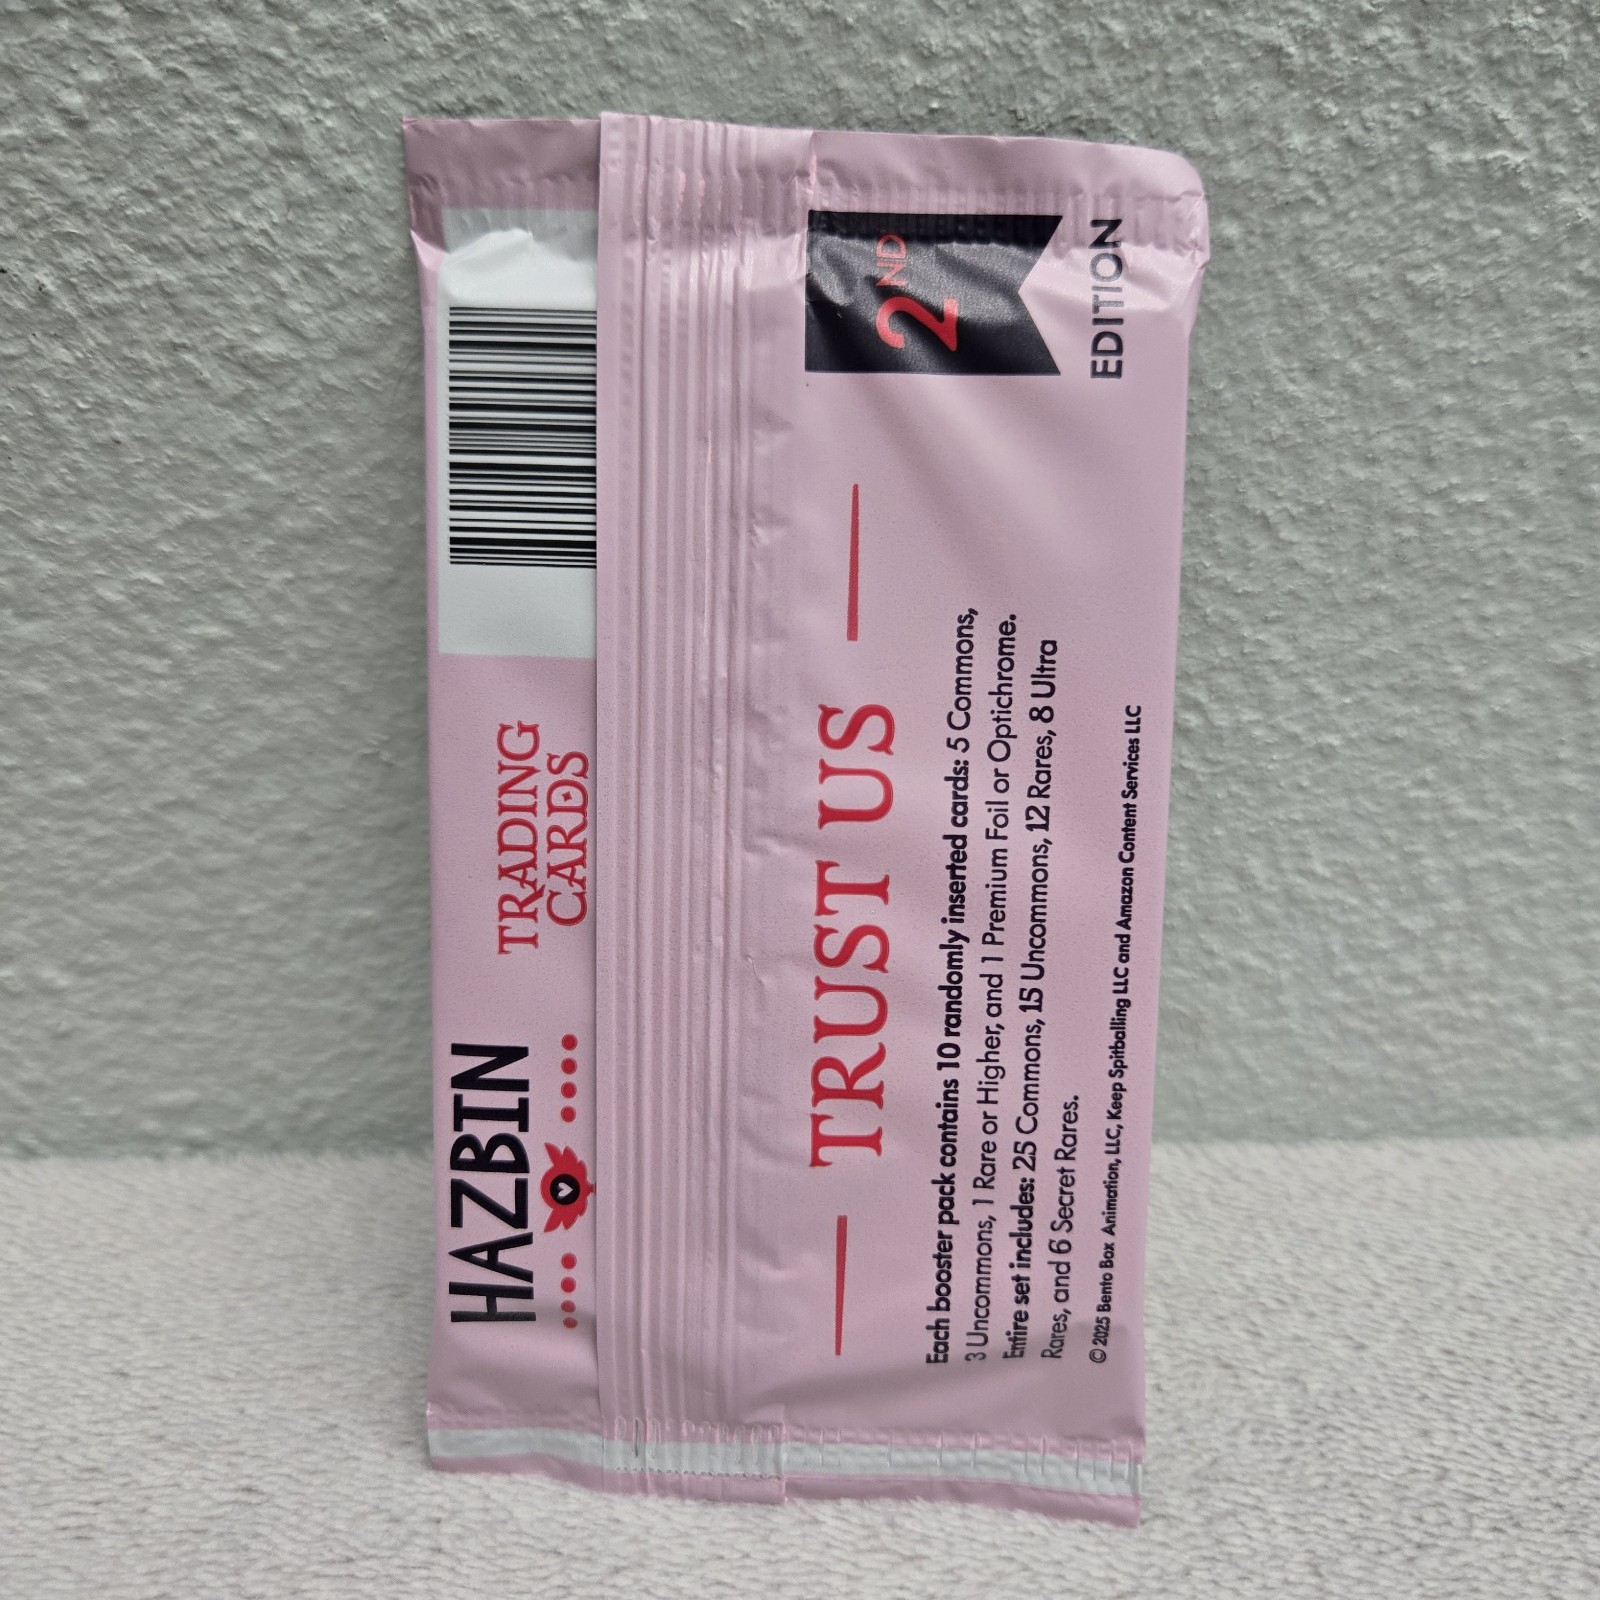 HAZBIN
TRADING
CARDS
TRUST US
Each booster pack contains 10 randomly inserted cards: 5 Commons,
3 Uncommons, 1 Rare or Higher, and 1 Premium Foil or Optichrome.
Entire set includes: 25 Commons, 15 Uncommons, 12 Rares, 8 Ultra
Rares, and 6 Secret Rares.
© 2025 Bento Box Animation, LLC, Keep Spitballing LLC and Amazon Content Services LLC
2ND
EDITION